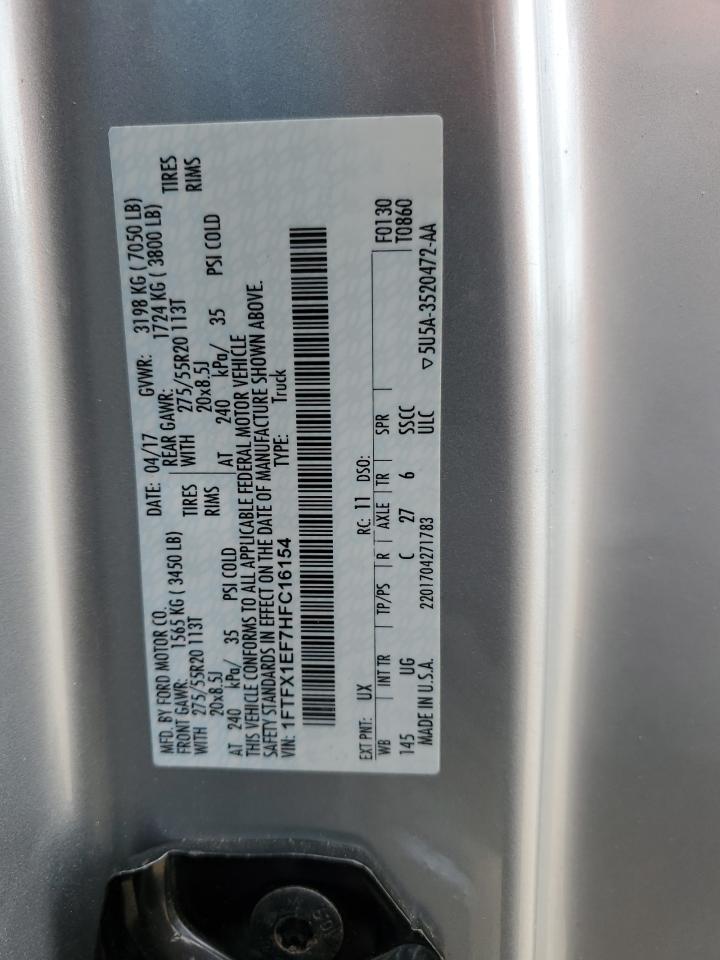 MFD. BY FORD MOTOR CO. DATE: 04/17 GVWR: 3198 KG ( 7050 LB)
FRONT GAWR: 1565 KG ( 3450 LB) REAR GAWR: 1724 KG ( 3800 LB)
WITH 275/55R20 113T TIRES WITH 275/55R20 113T TIRES
20x8.5J RIMS 20x8.5J RIMS
AT 240 kPa/ 35 PSI COLD AT 240 kPa/ 35 PSI COLD
THIS VEHICLE CONFORMS TO ALL APPLICABLE FEDERAL MOTOR VEHICLE
SAFETY STANDARDS IN EFFECT ON THE DATE OF MANUFACTURE SHOWN ABOVE.
VIN: 1FTFX1EF7HFC16154 TYPE: Truck
EXT PNT: UX RC: 11 DSO: F0130
WB INT TR TP/PS R AXLE TR SPR T0860
145 UG C 27 6 SSCC
MADE IN U.S.A. 2201704271783 ULC ▽5U5A-3520472-AA